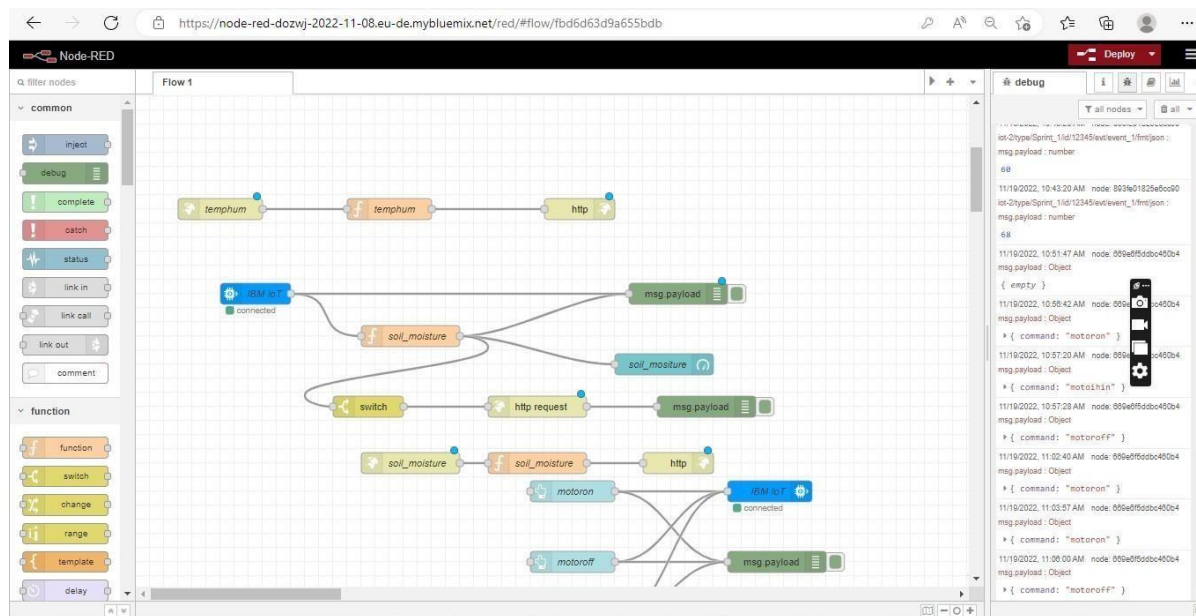 https://node-red-dozwj-2022-11-08.eu-de.mybluemix.net/red/#flow/fbd6d63d9a655bdb
Node-RED
Deploy
filter nodes
Flow 1
debug
i
all nodes
all
common
inject
debug
complete
catch
status
link in
link call
link out
comment
function
function
switch
change
range
template
delay
temphum
temphum
http
IBM IoT
connected
msg.payload
soil_moisture
soil_mositure
switch
http request
msg.payload
soil_moisture
soil_moisture
http
motoron
IBM IoT
connected
motoroff
msg.payload
iot-2/type/Sprint_1/id/12345/evt/event_1/fmt/json :
msg.payload : number
60
11/19/2022, 10:43:20 AM node: 893fe01825e6cc90
iot-2/type/Sprint_1/id/12345/evt/event_1/fmt/json :
msg.payload : number
68
11/19/2022, 10:51:47 AM node: 669e6f5ddbc460b4
msg.payload : Object
{ empty }
11/19/2022, 10:56:42 AM node:
msg.payload : Object
{ command: "motoron" }
11/19/2022, 10:57:20 AM node:
msg.payload : Object
{ command: "motoihin" }
11/19/2022, 10:57:28 AM node: 669e6f5ddbc460b4
msg.payload : Object
{ command: "motoroff" }
11/19/2022, 11:02:40 AM node: 669e6f5ddbc460b4
msg.payload : Object
{ command: "motoron" }
11/19/2022, 11:03:57 AM node: 669e6f5ddbc460b4
msg.payload : Object
{ command: "motoron" }
11/19/2022, 11:06:00 AM node: 669e6f5ddbc460b4
msg.payload : Object
{ command: "motoroff" }